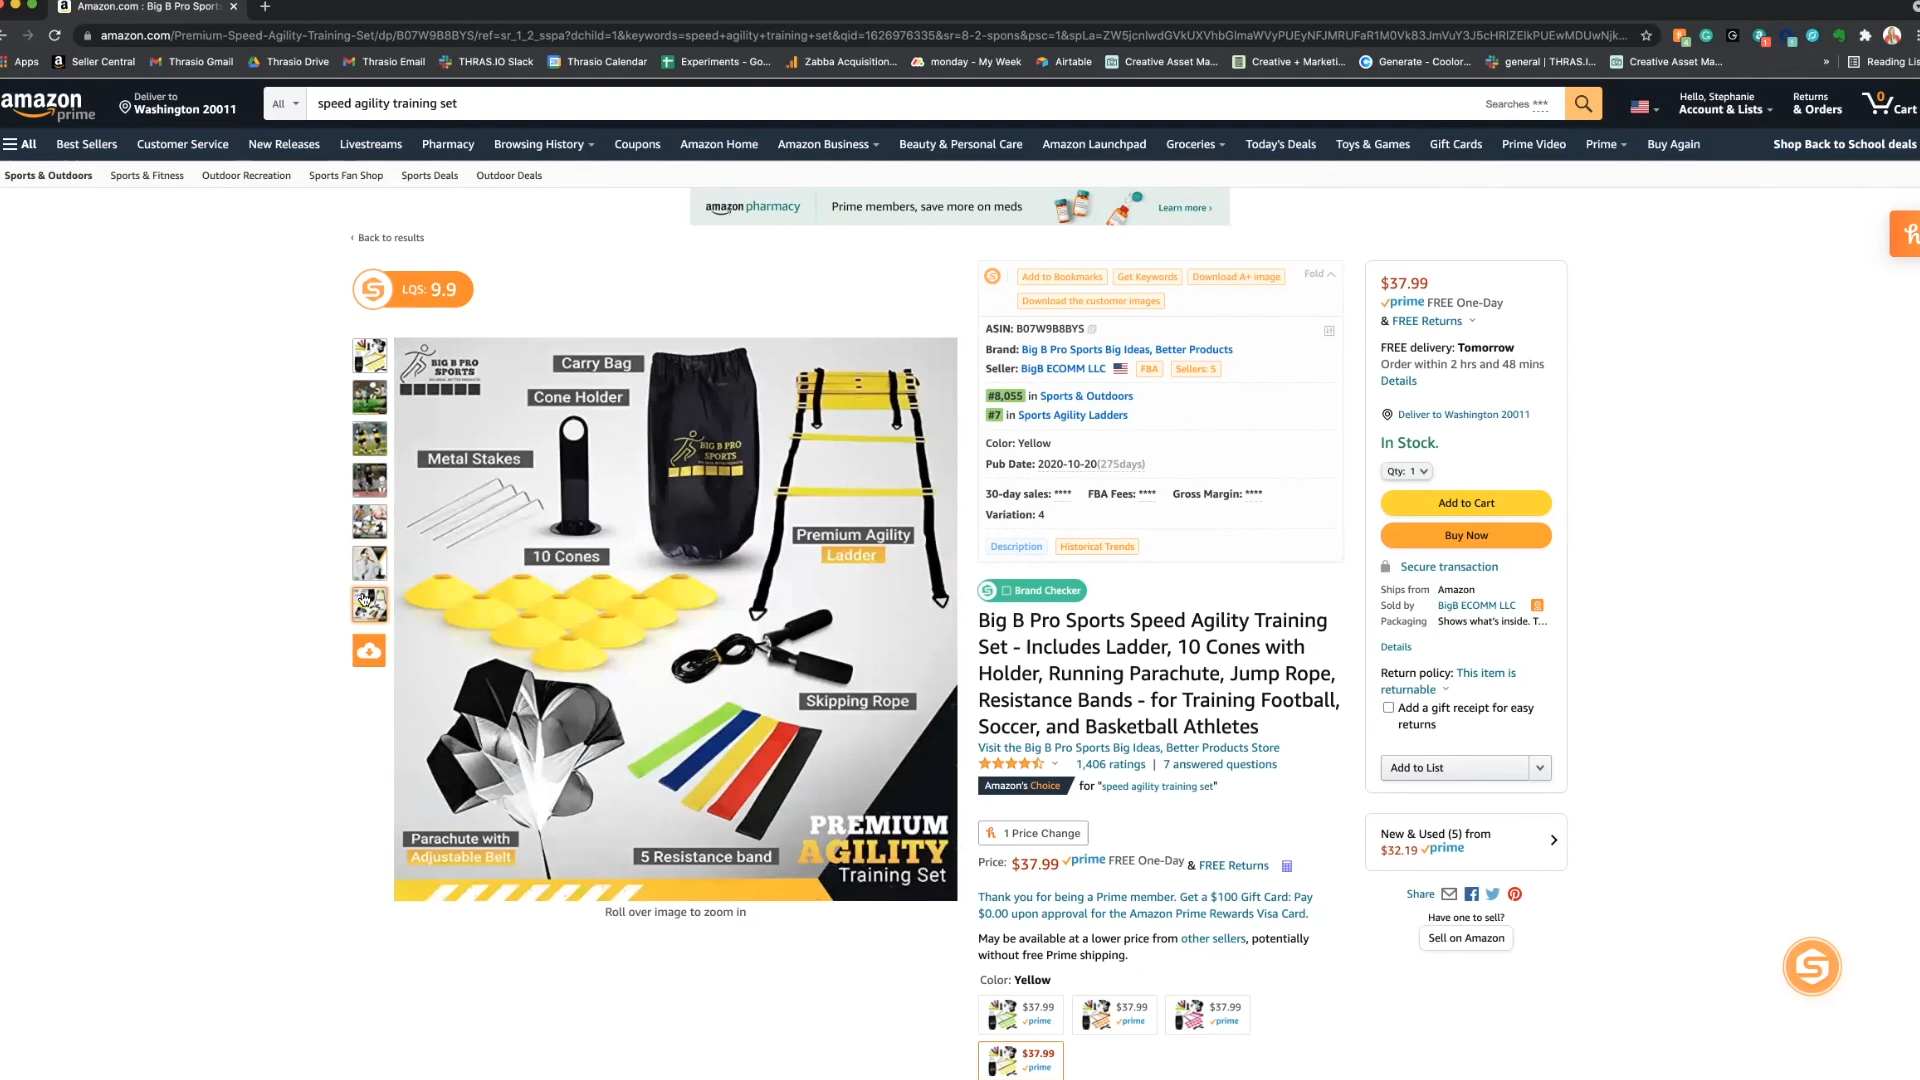 Amazon.com : Big B Pro Sports
amazon.com/Premium-Speed-Agility-Training-Set/dp/B07W9B8BYS/ref=sr_1_2_sspa?dchild=1&keywords=speed+agility+training+set&qid=1626976335&sr=8-2-spons&psc=1&spLa=
Apps
Seller Central
Thrasio Gmail
Thrasio Drive
Thrasio Email
THRAS.IO Slack
Thrasio Calendar
Experiments - Go...
Zabba Acquisition...
monday - My Week
Airtable
Creative Asset Ma...
Creative + Marketi...
Generate - Coolor...
general | THRAS.I...
Creative Asset Ma...
»
Reading Lis
amazon prime
Deliver to
Washington 20011
All
speed agility training set
Searches ***
Hello, Stephanie
Account & Lists
Returns
& Orders
0
Cart
All
Best Sellers
Customer Service
New Releases
Livestreams
Pharmacy
Browsing History
Coupons
Amazon Home
Amazon Business
Beauty & Personal Care
Amazon Launchpad
Groceries
Today's Deals
Toys & Games
Gift Cards
Prime Video
Prime
Buy Again
Shop Back to School deals
Sports & Outdoors
Sports & Fitness
Outdoor Recreation
Sports Fan Shop
Sports Deals
Outdoor Deals
amazon pharmacy
Prime members, save more on meds
Learn more ›
‹ Back to results
LQS: 9.9
BIG B PRO
SPORTS
Carry Bag
Cone Holder
Metal Stakes
BIG B PRO
SPORTS
10 Cones
Premium Agility
Ladder
Skipping Rope
Parachute with
Adjustable Belt
5 Resistance band
PREMIUM
AGILITY
Training Set
Roll over image to zoom in
Add to Bookmarks
Get Keywords
Download A+ image
Fold
Download the customer images
ASIN: B07W9B8BYS
Brand: Big B Pro Sports Big Ideas, Better Products
Seller: BigB ECOMM LLC
FBA
Sellers: 5
#8,055 in Sports & Outdoors
#7 in Sports Agility Ladders
Color: Yellow
Pub Date: 2020-10-20(275days)
30-day sales: **** FBA Fees: **** Gross Margin: ****
Variation: 4
Description
Historical Trends
Brand Checker
Big B Pro Sports Speed Agility Training
Set - Includes Ladder, 10 Cones with
Holder, Running Parachute, Jump Rope,
Resistance Bands - for Training Football,
Soccer, and Basketball Athletes
Visit the Big B Pro Sports Big Ideas, Better Products Store
1,406 ratings | 7 answered questions
Amazon's Choice for "speed agility training set"
1 Price Change
Price: $37.99 prime FREE One-Day & FREE Returns
Thank you for being a Prime member. Get a $100 Gift Card: Pay
$0.00 upon approval for the Amazon Prime Rewards Visa Card.
May be available at a lower price from other sellers, potentially
without free Prime shipping.
Color: Yellow
$37.99
prime
$37.99
prime
$37.99
prime
$37.99
prime
$37.99
prime FREE One-Day
& FREE Returns
FREE delivery: Tomorrow
Order within 2 hrs and 48 mins
Details
Deliver to Washington 20011
In Stock.
Qty: 1
Add to Cart
Buy Now
Secure transaction
Ships from Amazon
Sold by BigB ECOMM LLC
Packaging Shows what's inside. T...
Details
Return policy: This item is
returnable
Add a gift receipt for easy
returns
Add to List
New & Used (5) from
$32.19 prime
Share
Have one to sell?
Sell on Amazon